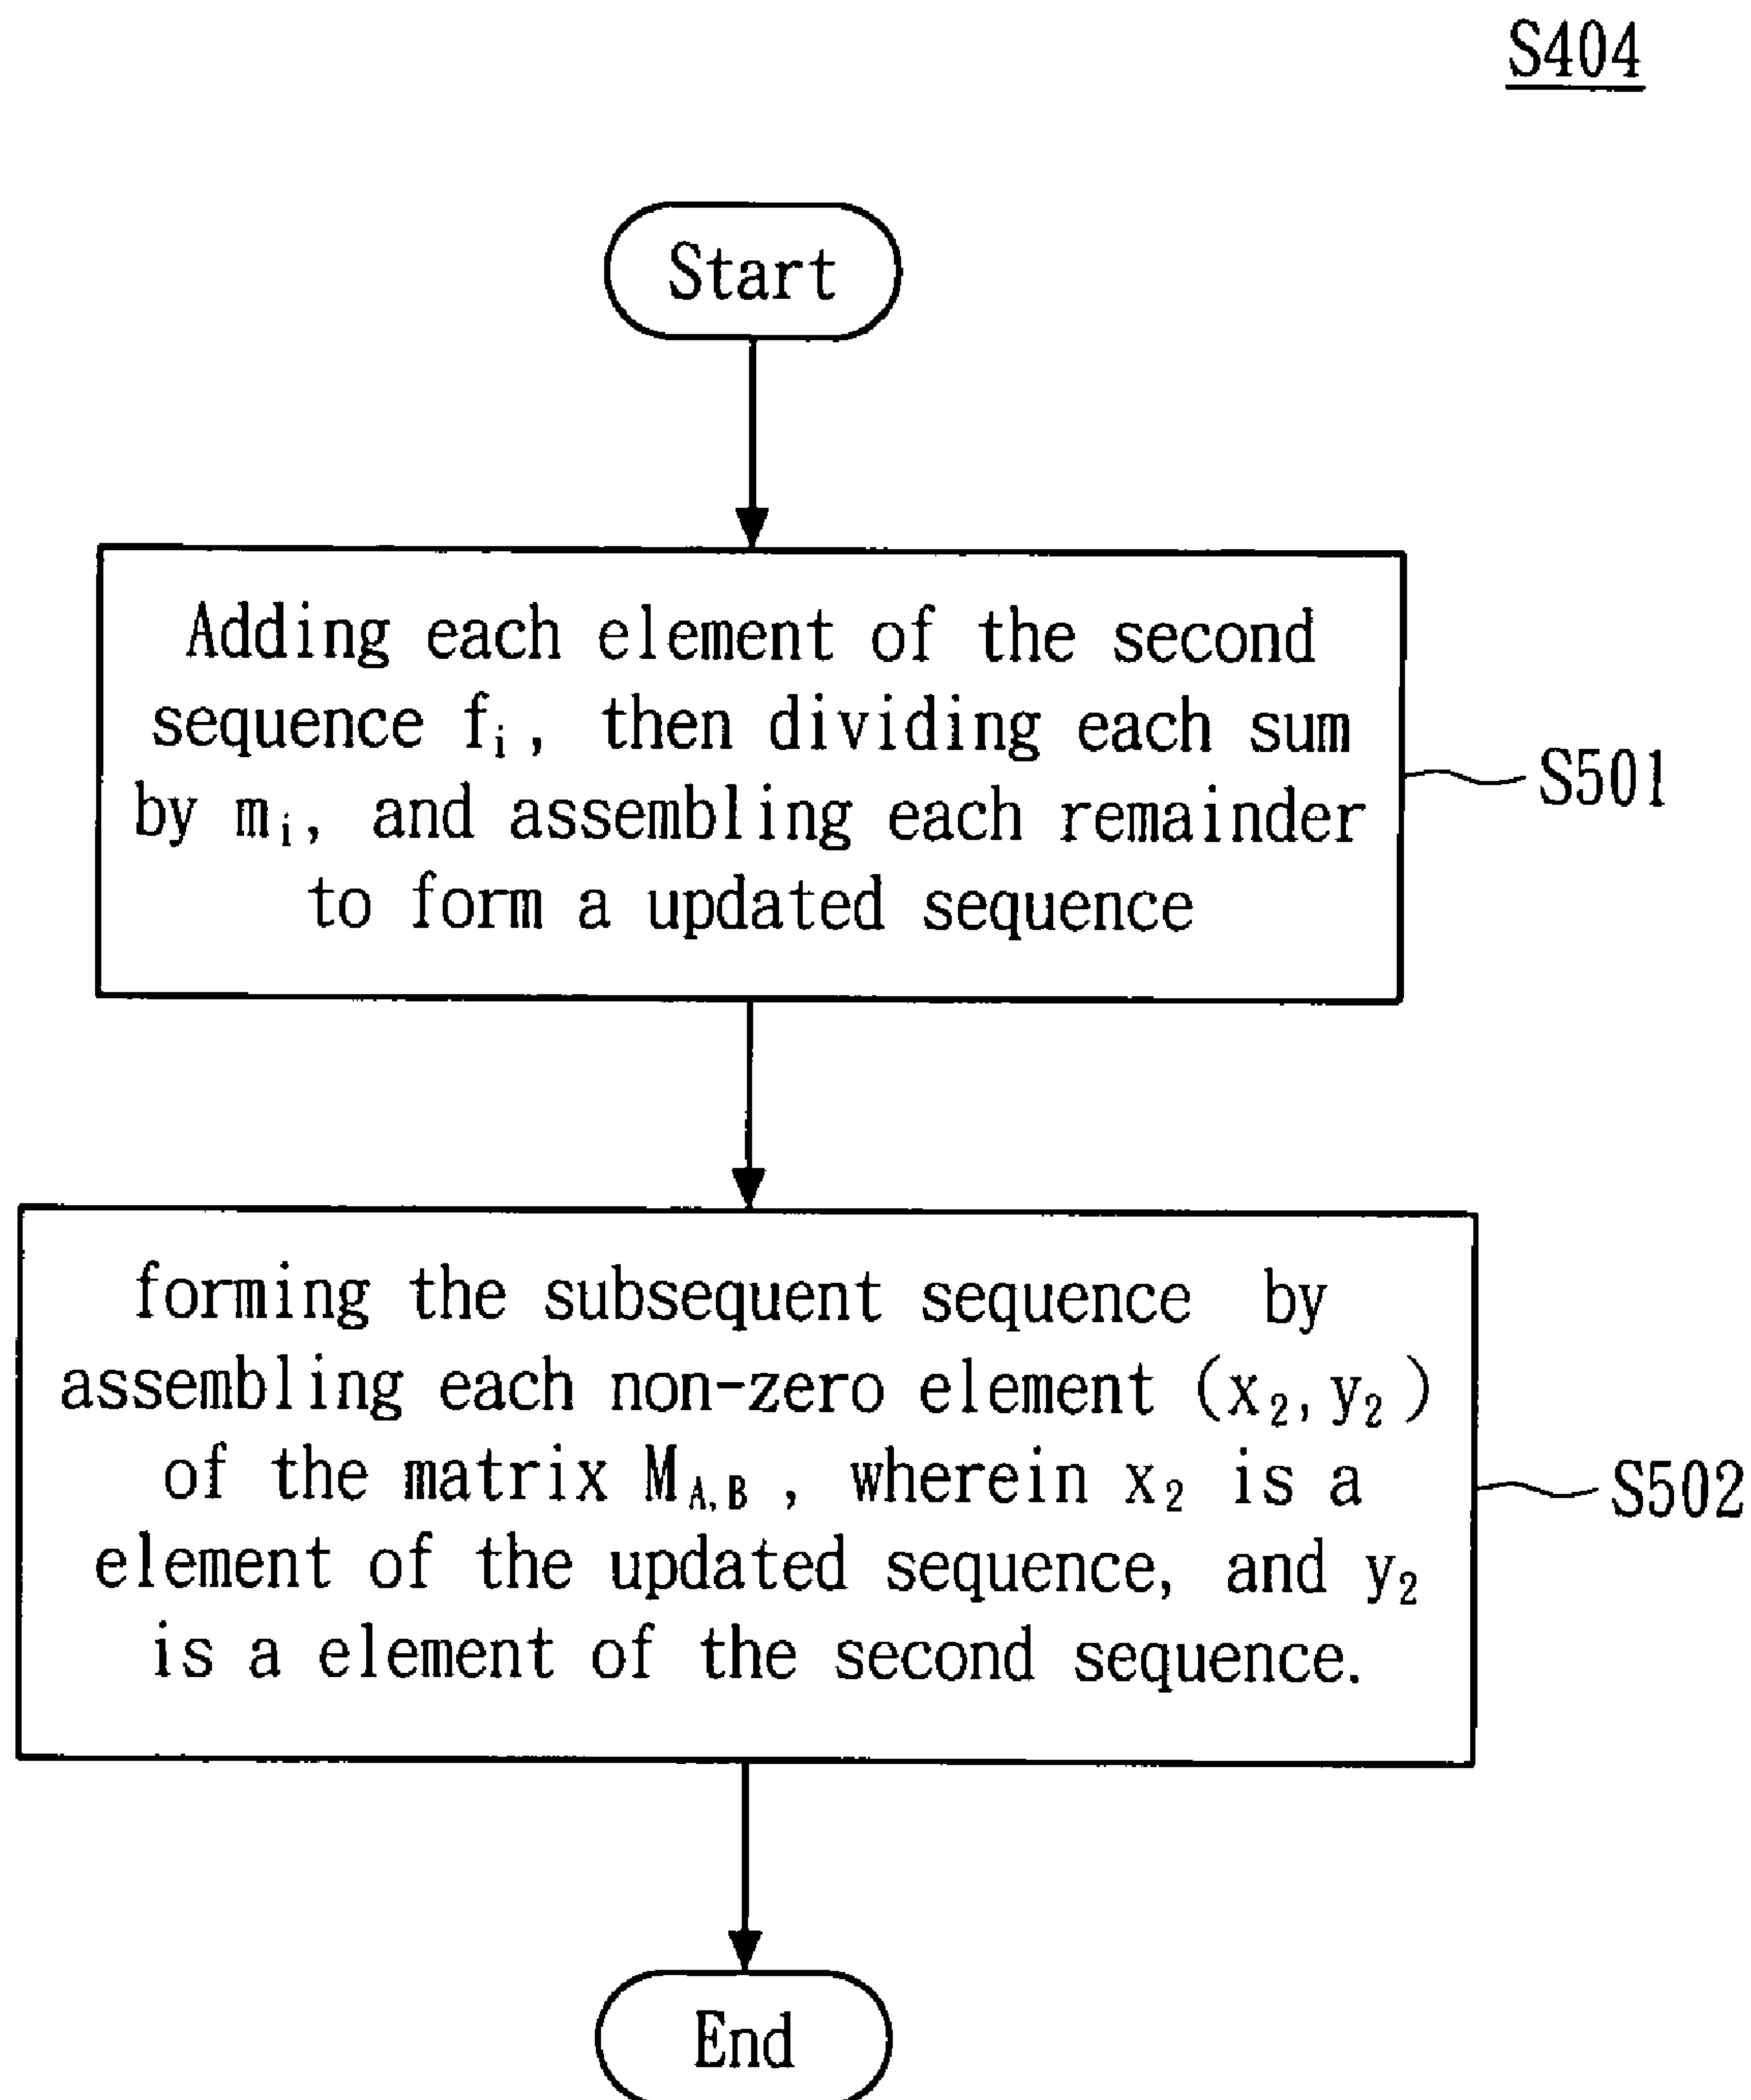 S404
Start
Adding each element of the second
sequence fᵢ, then dividing each sum
by mᵢ, and assembling each remainder
to form a updated sequence
S501
forming the subsequent sequence by
assembling each non-zero element (x₂, y₂)
of the matrix M_A,B, wherein x₂ is a
element of the updated sequence, and y₂
is a element of the second sequence.
S502
End